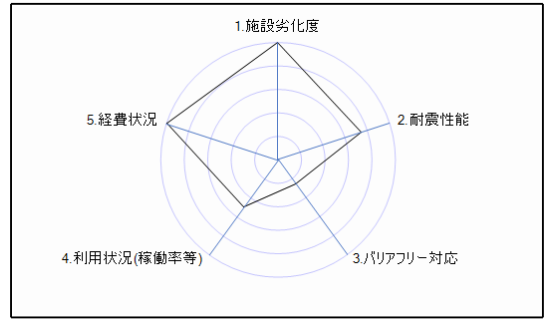 1.施設劣化度
5.経費状況
2.耐震性能
4.利用状況(稼働率等)
3.バリアフリー対応